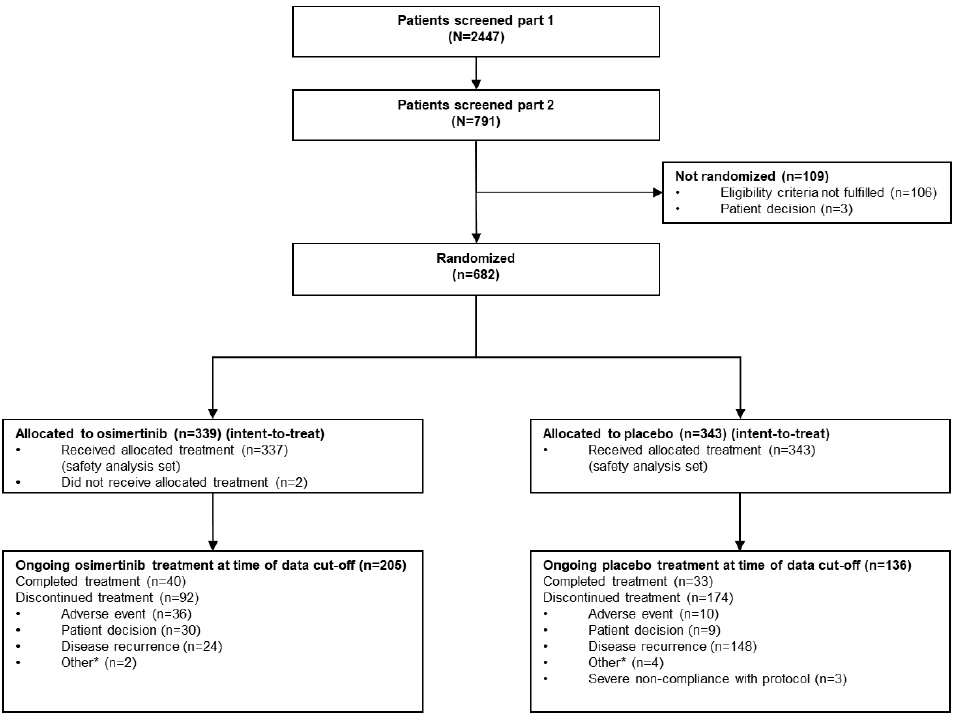 Patients screened part 1
(N=2447)
Patients screened part 2
(N=791)
Not randomized (n=109)
• Eligibility criteria not fulfilled (n=106)
• Patient decision (n=3)
Randomized
(n=682)
Allocated to osimertinib (n=339) (intent-to-treat)
• Received allocated treatment (n=337)
(safety analysis set)
• Did not receive allocated treatment (n=2)
Allocated to placebo (n=343) (intent-to-treat)
• Received allocated treatment (n=343)
(safety analysis set)
Ongoing osimertinib treatment at time of data cut-off (n=205)
Completed treatment (n=40)
Discontinued treatment (n=92)
• Adverse event (n=36)
• Patient decision (n=30)
• Disease recurrence (n=24)
• Other* (n=2)
Ongoing placebo treatment at time of data cut-off (n=136)
Completed treatment (n=33)
Discontinued treatment (n=174)
• Adverse event (n=10)
• Patient decision (n=9)
• Disease recurrence (n=148)
• Other* (n=4)
• Severe non-compliance with protocol (n=3)